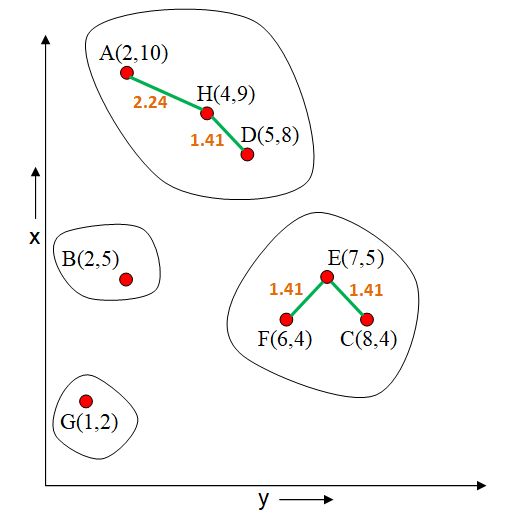 A(2,10)
2.24
H(4,9)
1.41
D(5,8)
x
B(2,5)
E(7,5)
1.41
1.41
F(6,4)
C(8,4)
G(1,2)
y